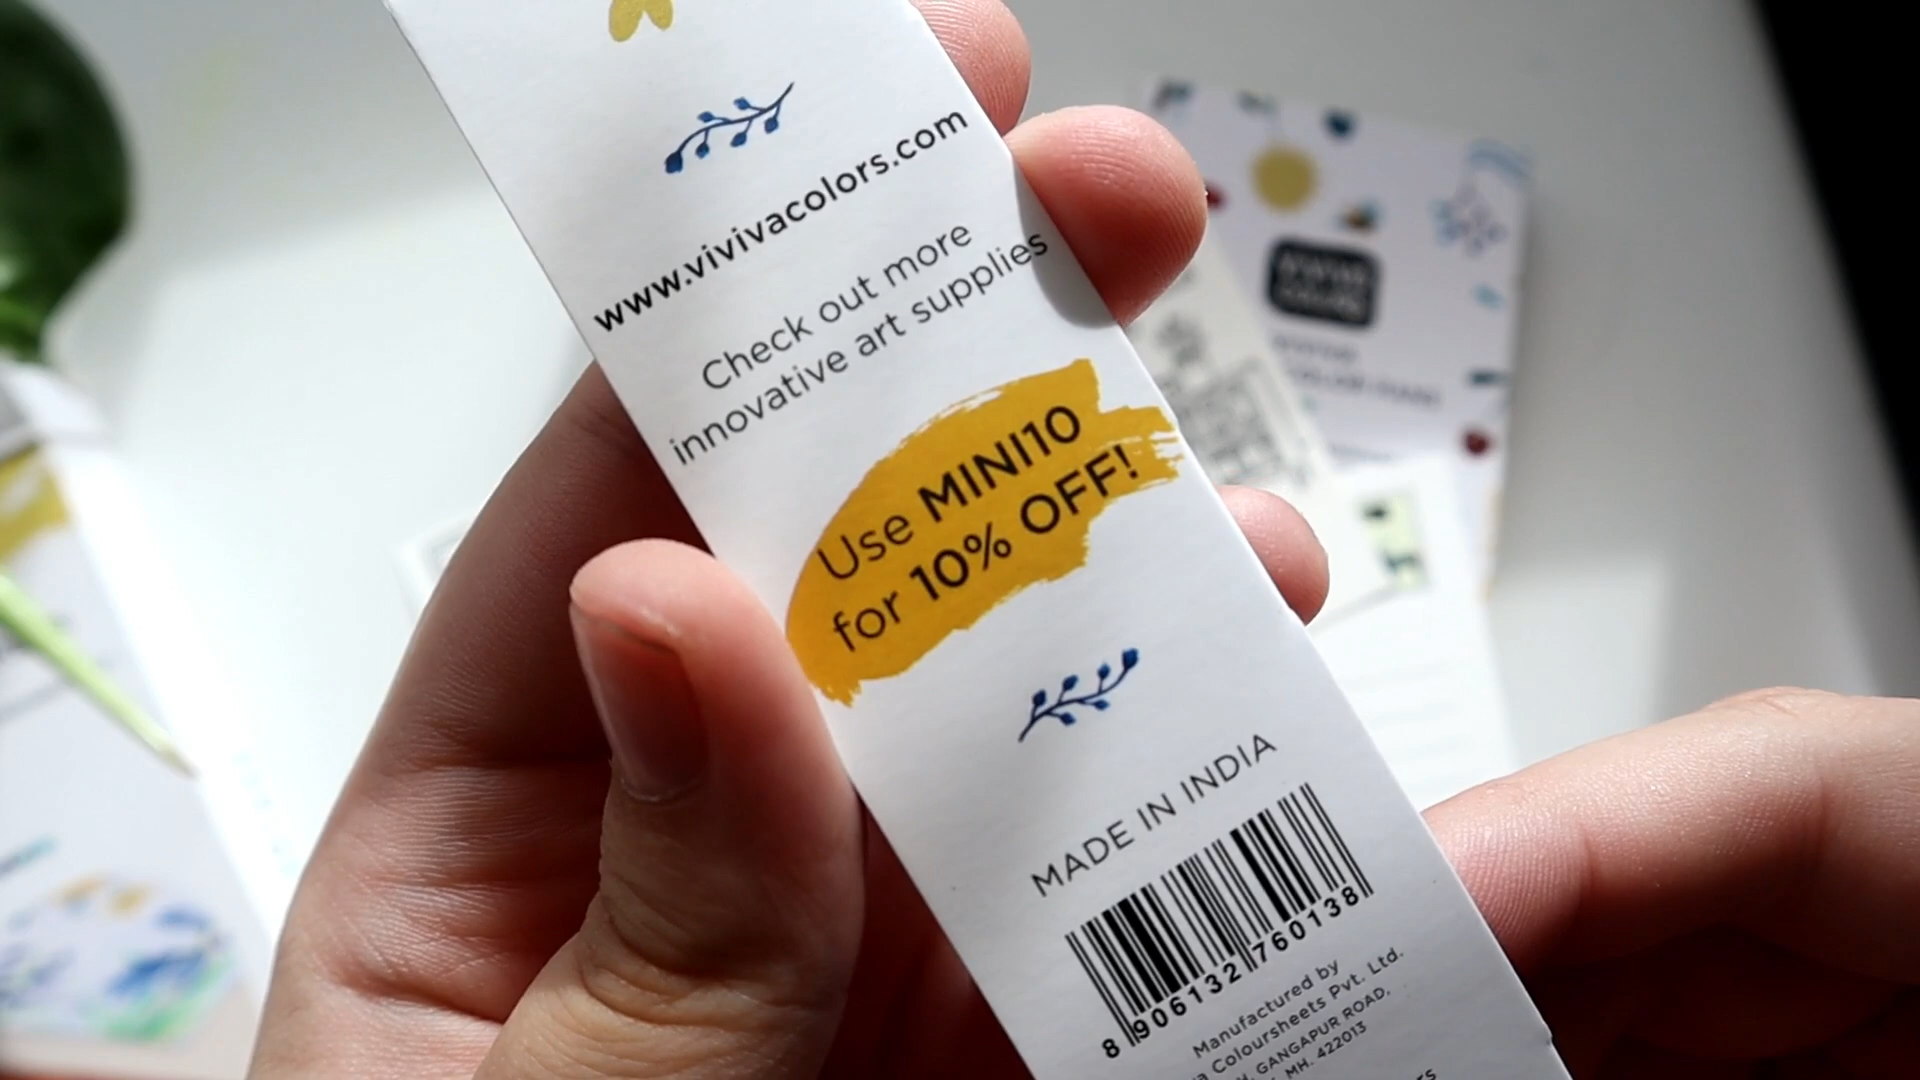 www.vivivacolors.com
Check out more
innovative art supplies
Use MINI10
for 10% OFF!
MADE IN INDIA
8 906132 760138
Manufactured by
Coloursheets Pvt. Ltd.
GANGAPUR ROAD,
MH. 422013